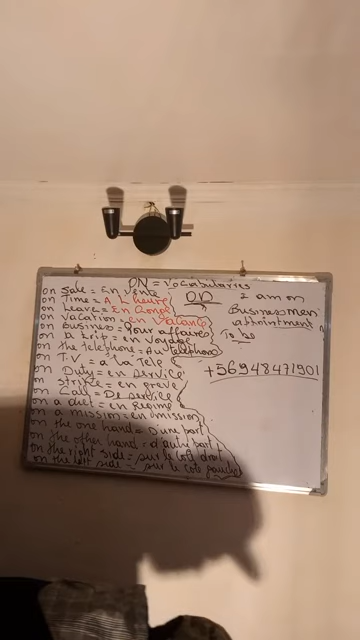 ON = Vocabularies
on sale = En vente
on Time = A L'heure
on Leave = En Congé
on Vacation = en Vacance
on Business = pour affaires
on a trip = en voyage
on the telephone = Au telephone
on T.V = a la Tele
on Duty = en service
on strike = en greve
on Call = De service
on a diet = en Regime
on a mission = en mission
on the one hand = D'une part
on the other hand = d'autre part
on the right side = sur le coté droit
on the left side = sur le coté gauche
ON
I am on
Businessmen
appointment
To be
+56948471901